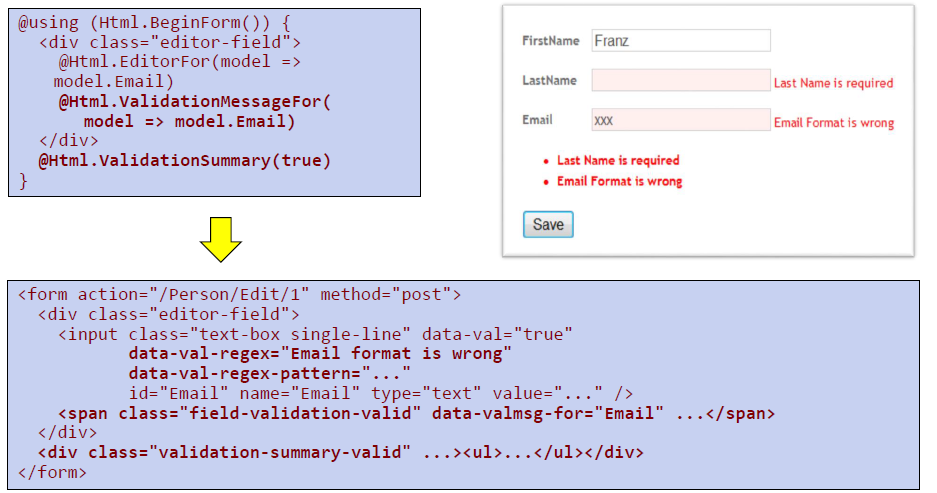 @using (Html.BeginForm()) {
<div class="editor-field">
@Html.EditorFor(model =>
model.Email)
@Html.ValidationMessageFor(
model => model.Email)
</div>
@Html.ValidationSummary(true)
}
FirstName Franz
LastName Last Name is required
Email xxx Email Format is wrong
• Last Name is required
• Email Format is wrong
Save
<form action="/Person/Edit/1" method="post">
<div class="editor-field">
<input class="text-box single-line" data-val="true"
data-val-regex="Email format is wrong"
data-val-regex-pattern="..."
id="Email" name="Email" type="text" value="..." />
<span class="field-validation-valid" data-valmsg-for="Email" ...</span>
</div>
<div class="validation-summary-valid" ...><ul>...</ul></div>
</form>